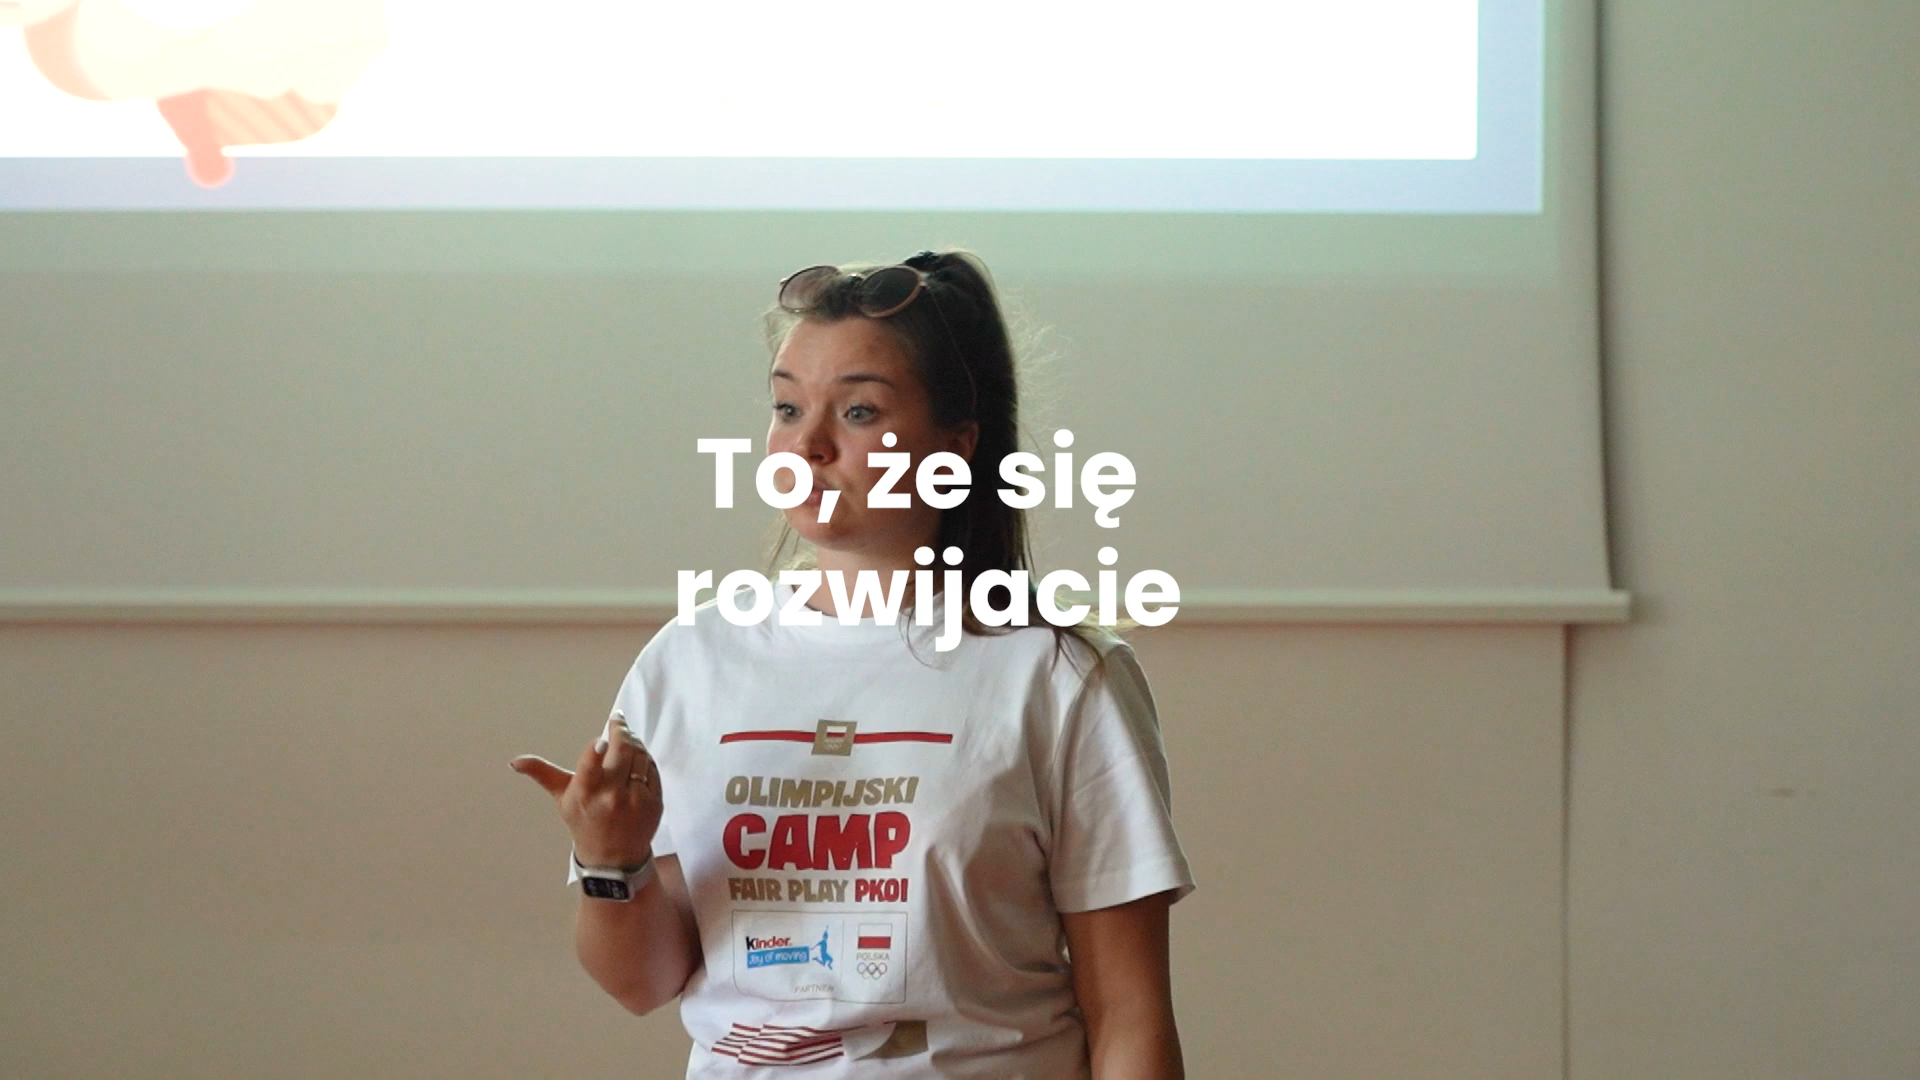 To, że się
rozwijacie
OLIMPIJSKI
CAMP
FAIR PLAY PKOl
kinder
Joy of moving
POLSKA
PARTNER